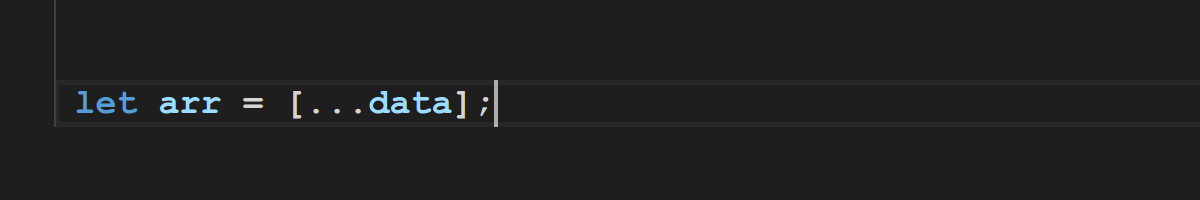 let arr = [...data];